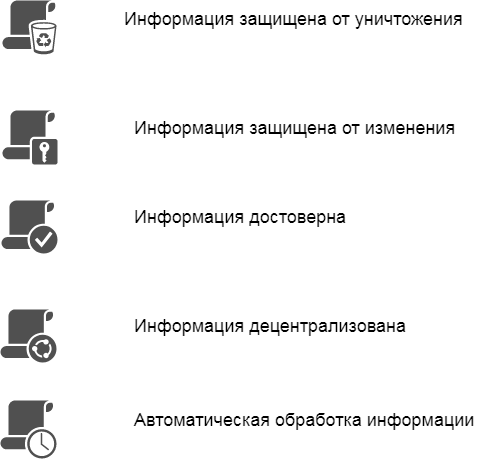 Информация защищена от уничтожения
Информация защищена от изменения
Информация достоверна
Информация децентрализована
Автоматическая обработка информации